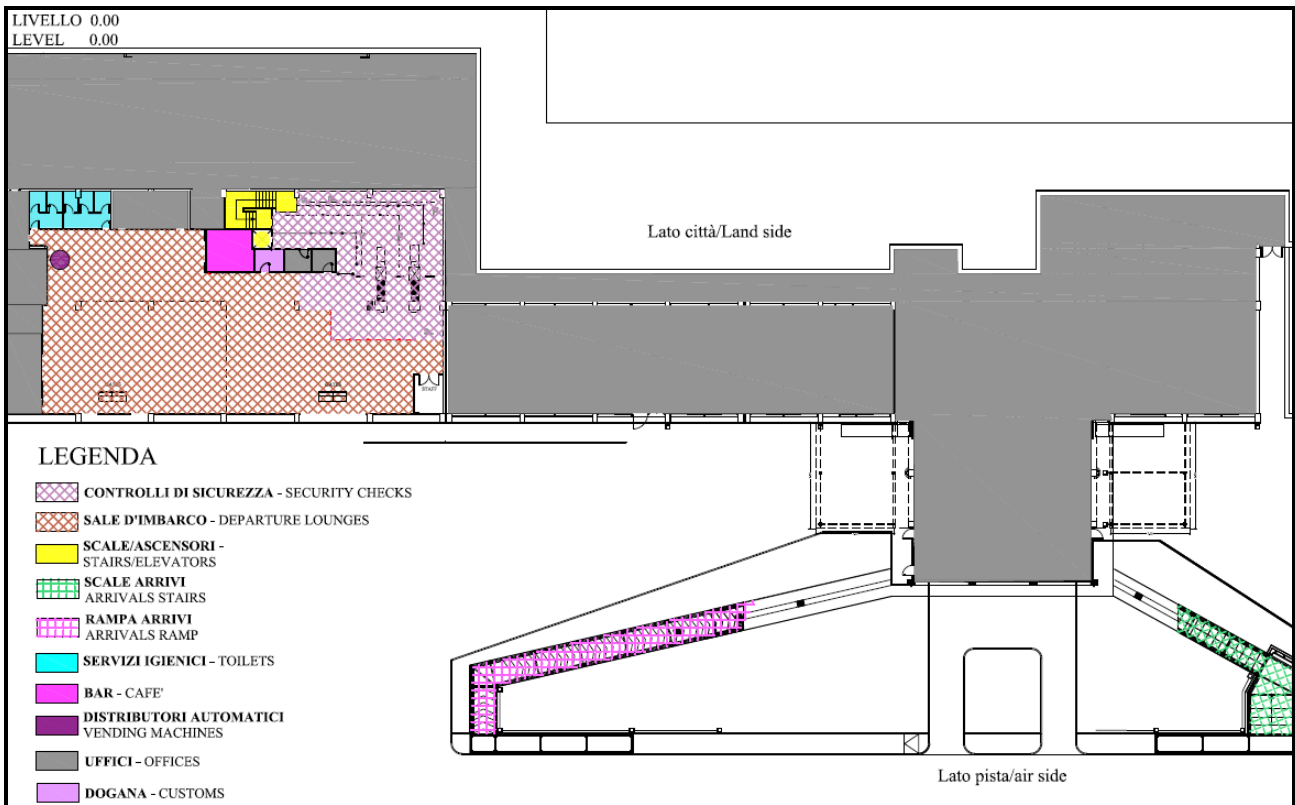 LIVELLO 0.00
LEVEL 0.00
Lato città/Land side
STAFF
LEGENDA
CONTROLLI DI SICUREZZA - SECURITY CHECKS
SALE D'IMBARCO - DEPARTURE LOUNGES
SCALE/ASCENSORI -
STAIRS/ELEVATORS
SCALE ARRIVI
ARRIVALS STAIRS
RAMPA ARRIVI
ARRIVALS RAMP
SERVIZI IGIENICI - TOILETS
BAR - CAFE'
DISTRIBUTORI AUTOMATICI
VENDING MACHINES
UFFICI - OFFICES
DOGANA - CUSTOMS
Lato pista/air side